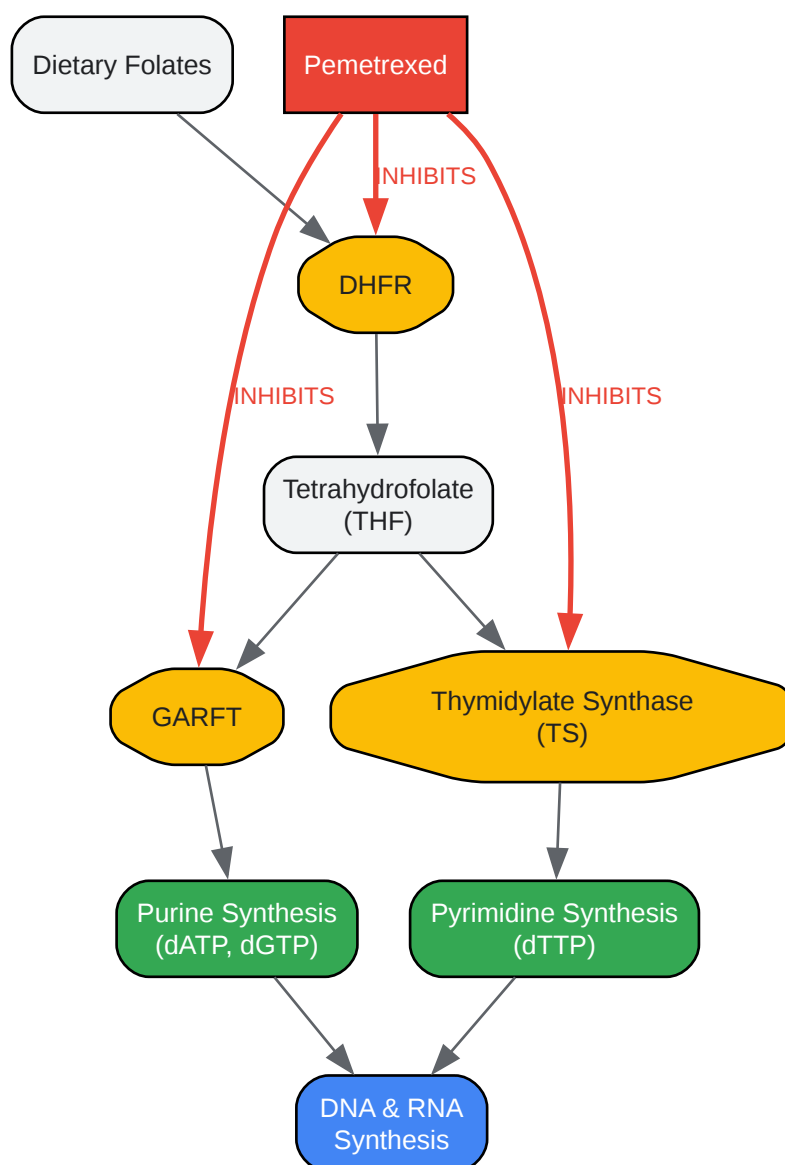 Dietary Folates
Pemetrexed
INHIBITS
DHFR
INHIBITS
INHIBITS
Tetrahydrofolate
(THF)
GARFT
Thymidylate Synthase
(TS)
Purine Synthesis
(dATP, dGTP)
Pyrimidine Synthesis
(dTTP)
DNA & RNA
Synthesis